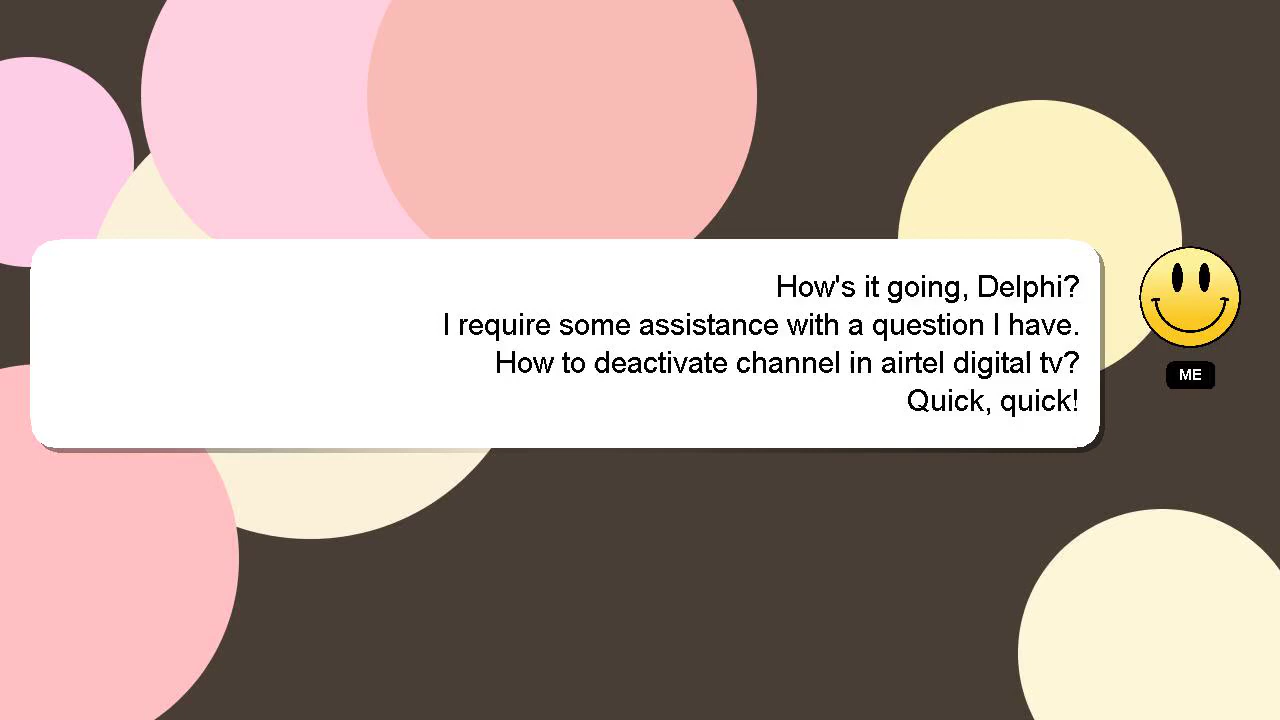 How's it going, Delphi?
I require some assistance with a question I have.
How to deactivate channel in airtel digital tv?
Quick, quick!
ME